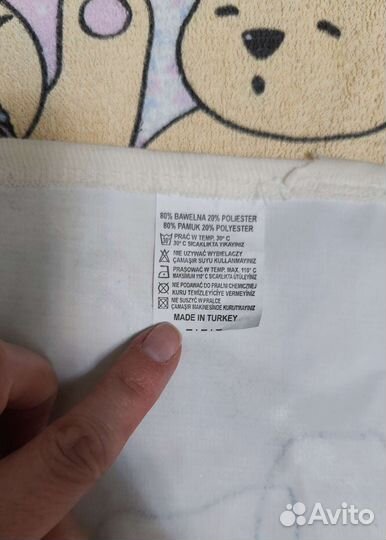 80% BAWEŁNA 20% POLIESTER
80% PAMUK 20% POLYESTER
PRAĆ W TEMP. 30° C
30° C SICAKLIKTA YIKAYINIZ
NIE UŻYWAĆ WYBIELACZY
ÇAMAŞIR SUYU KULLANMAYINIZ
PRASOWAĆ W TEMP. MAX. 110° C
MAKSIMUM 110° C SICAKLIKTA ÜTÜLEYİNİZ
NIE PODDAWAĆ DO PRALNI CHEMICZNEJ
KURU TEMİZLEYİCİYE VERMEYİNİZ
NIE SUSZYĆ W PRALCE
ÇAMAŞIR MAKİNESİNDE KURUTMAYINIZ
MADE IN TURKEY
Avito